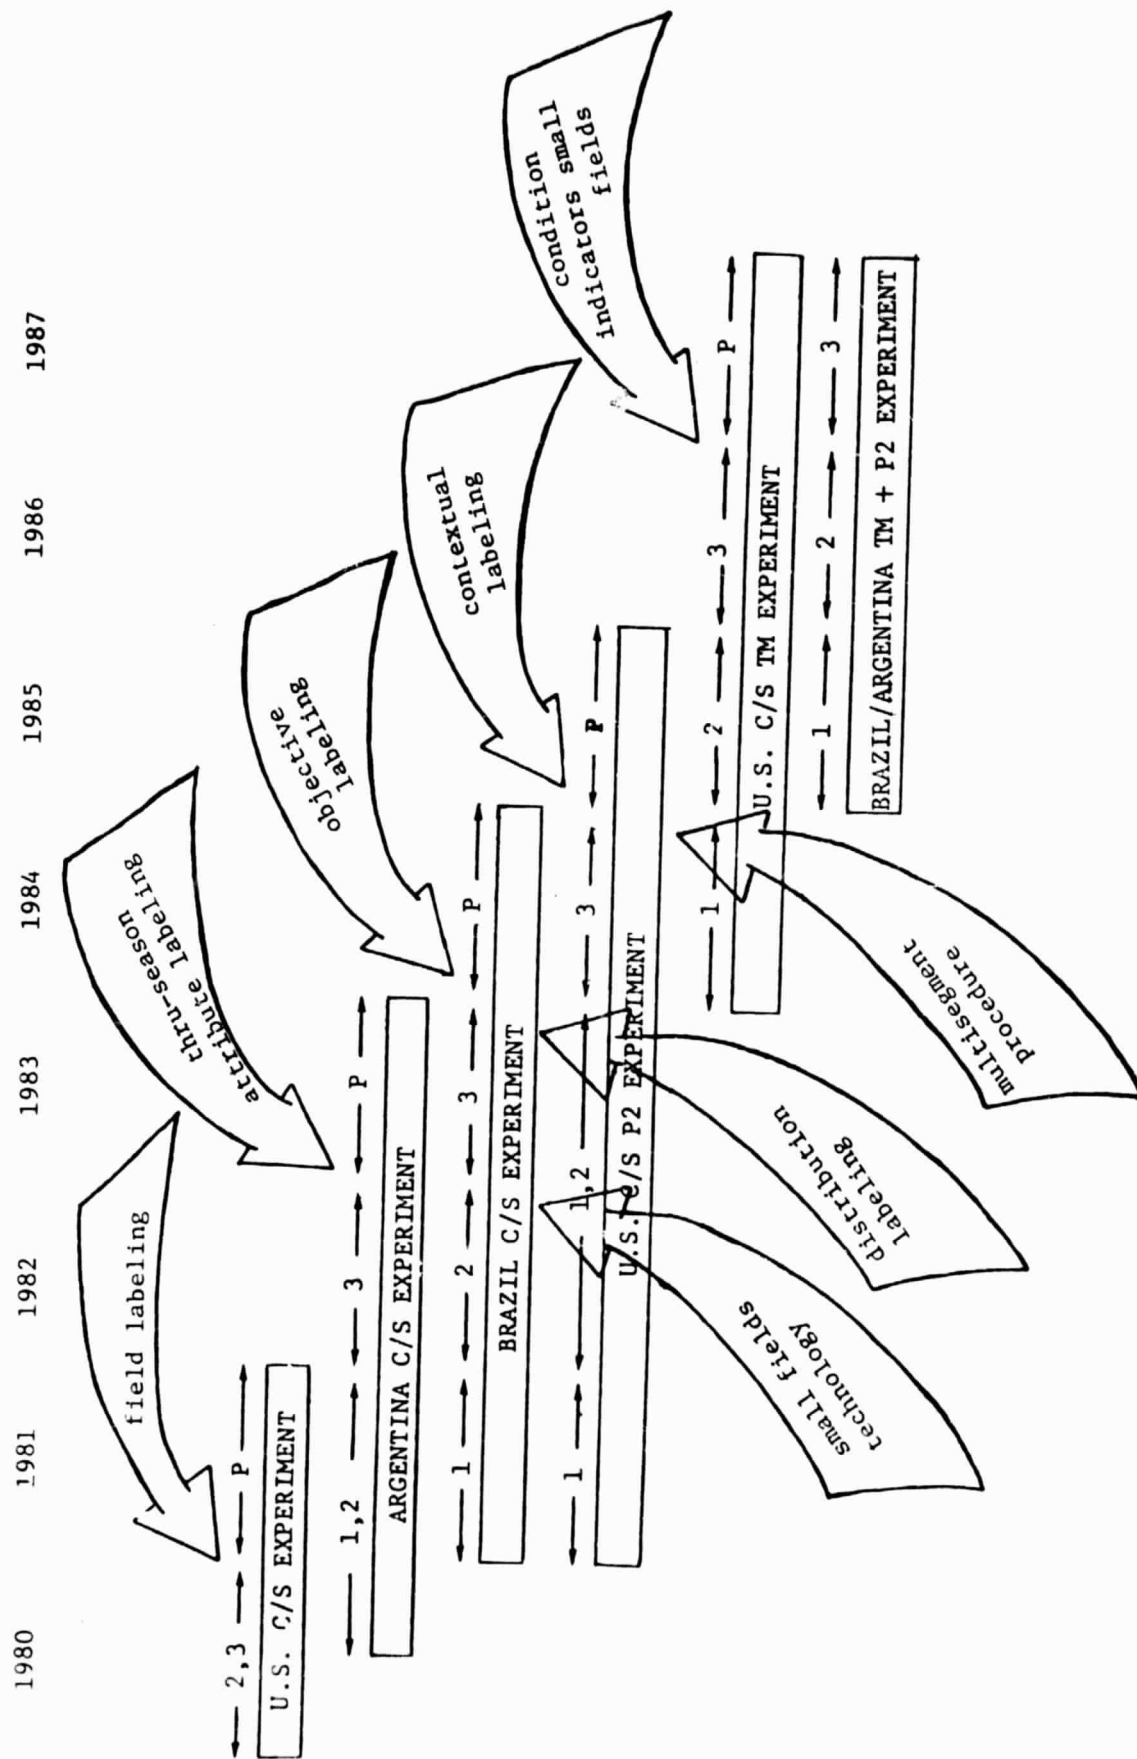 1980 1981 1982 1983 1984 1985 1986 1987
field labeling
thru-season
attribute labeling
objective
labeling
contextual
labeling
condition
indicators small
fields
2,3 P
U.S. C/S EXPERIMENT
1,2 3 P
ARGENTINA C/S EXPERIMENT
1 2 3 P
BRAZIL C/S EXPERIMENT
1 1,2 3 P
U.S. C/S P2 EXPERIMENT
1 2 3 P
U.S. C/S TM EXPERIMENT
1 2 3
BRAZIL/ARGENTINA TM + P2 EXPERIMENT
small fields
technology
distribution
labeling
multisegment
procedure